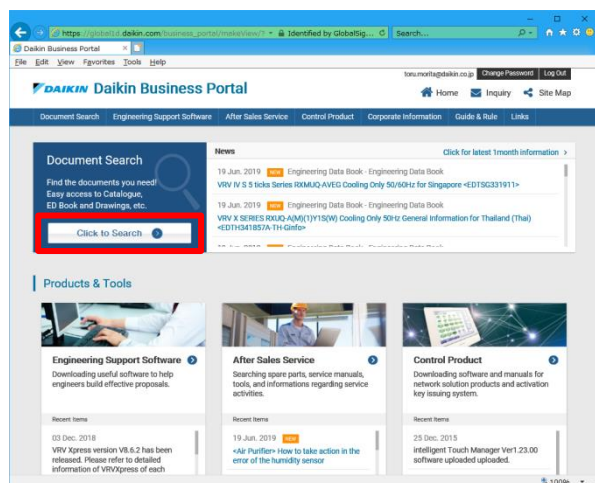 https://global1d.daikin.com/business_portal/makeView/?
Identified by GlobalSig...
Search...
Daikin Business Portal
File Edit View Favorites Tools Help
toru.morita@daikin.co.jp Change Password Log Out
DAIKIN Daikin Business Portal
Home Inquiry Site Map
Document Search Engineering Support Software After Sales Service Control Product Corporate Information Guide & Rule Links
Document Search
Find the documents you need!
Easy access to Catalogue,
ED Book and Drawings, etc.
Click to Search
News Click for latest 1month information >
19 Jun. 2019 NEW Engineering Data Book - Engineering Data Book
VRV IV S 5 ticks Series RXMUQ-AVEG Cooling Only 50/60Hz for Singapore <EDTSG331911>
19 Jun. 2019 NEW Engineering Data Book - Engineering Data Book
VRV X SERIES RXUQ-A(M)(1)Y1S(W) Cooling Only 50Hz General Information for Thailand (Thai)
<EDTH341857A-TH-Ginfo>
Products & Tools
Engineering Support Software
Downloading useful software to help
engineers build effective proposals.
Recent Items
03 Dec. 2018
VRV Xpress version V8.6.2 has been
released. Please refer to detailed
information of VRVXpress of each
After Sales Service
Searching spare parts, service manuals,
tools, and informations regarding service
activities.
Recent Items
19 Jun. 2019 NEW
<Air Purifier> How to take action in the
error of the humidity sensor
Control Product
Downloading software and manuals for
network solution products and activation
key issuing system.
Recent Items
25 Dec. 2015
intelligent Touch Manager Ver1.23.00
software uploaded uploaded.
100%